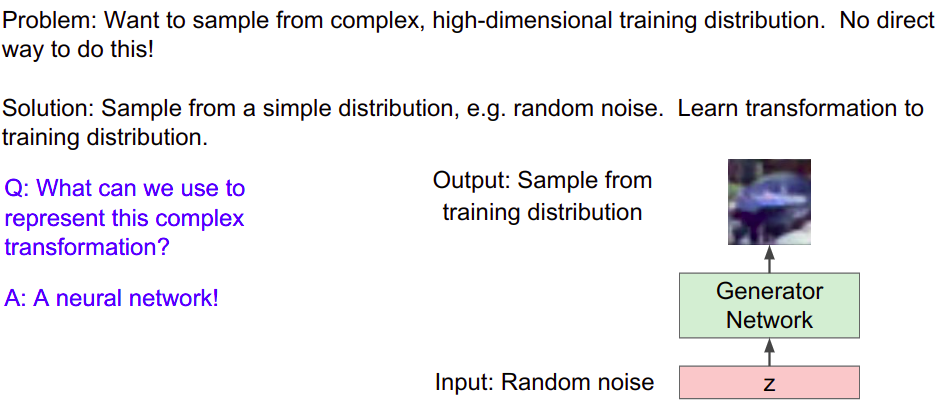 Problem: Want to sample from complex, high-dimensional training distribution.  No direct
way to do this!
Solution: Sample from a simple distribution, e.g. random noise.  Learn transformation to
training distribution.
Q: What can we use to
represent this complex
transformation?
A: A neural network!
Output: Sample from
training distribution
Generator
Network
Input: Random noise
z